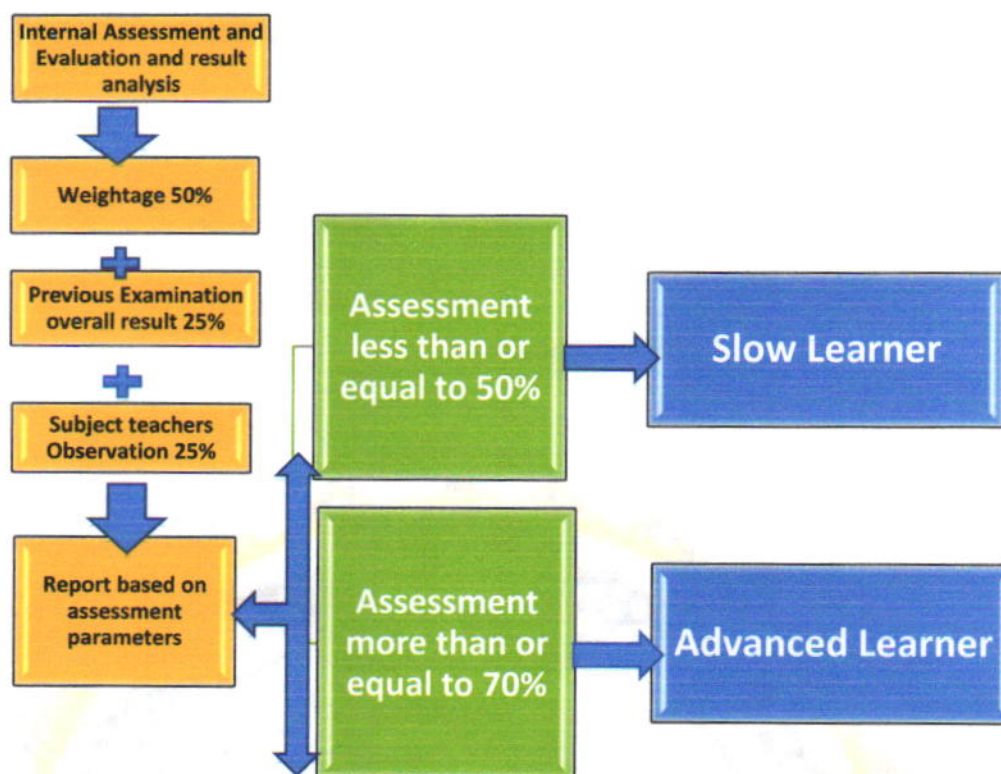 Internal Assessment and
Evaluation and result
analysis
Weightage 50%
Previous Examination
overall result 25%
Subject teachers
Observation 25%
Report based on
assessment
parameters
Assessment
less than or
equal to 50%
Slow Learner
Assessment
more than or
equal to 70%
Advanced Learner